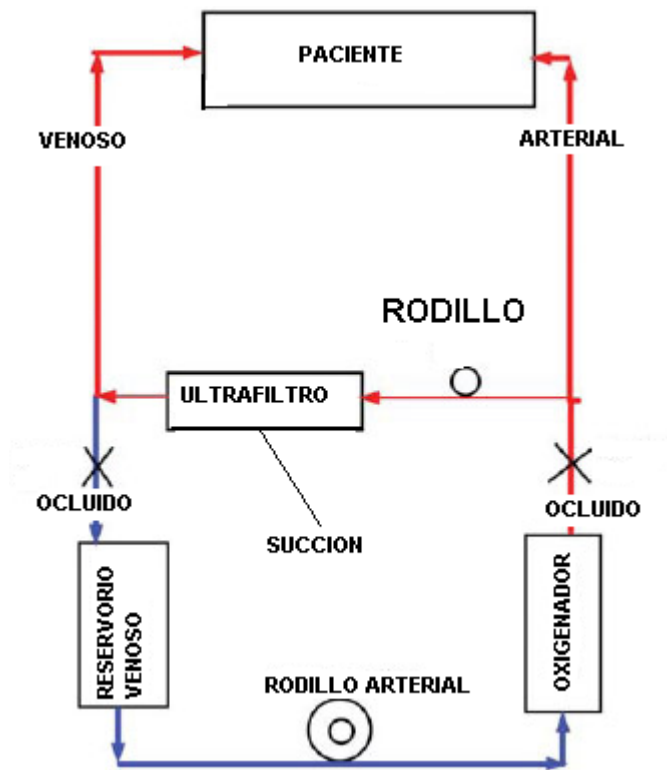 PACIENTE
VENOSO
ARTERIAL
RODILLO
ULTRAFILTRO
OCLUIDO
OCLUIDO
SUCCION
RESERVORIO
VENOSO
OXIGENADOR
RODILLO ARTERIAL